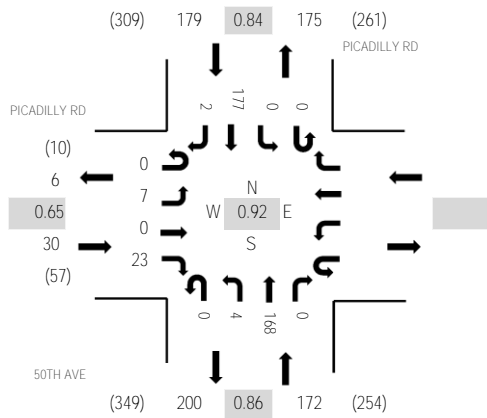 (309) 179 0.84 175 (261)
PICADILLY RD
2 177 0 0
PICADILLY RD
(10)
6
0
7
N
0.65
W 0.92 E
0
30
S
23
(57)
0 4 168 0
50TH AVE
(349) 200 0.86 172 (254)